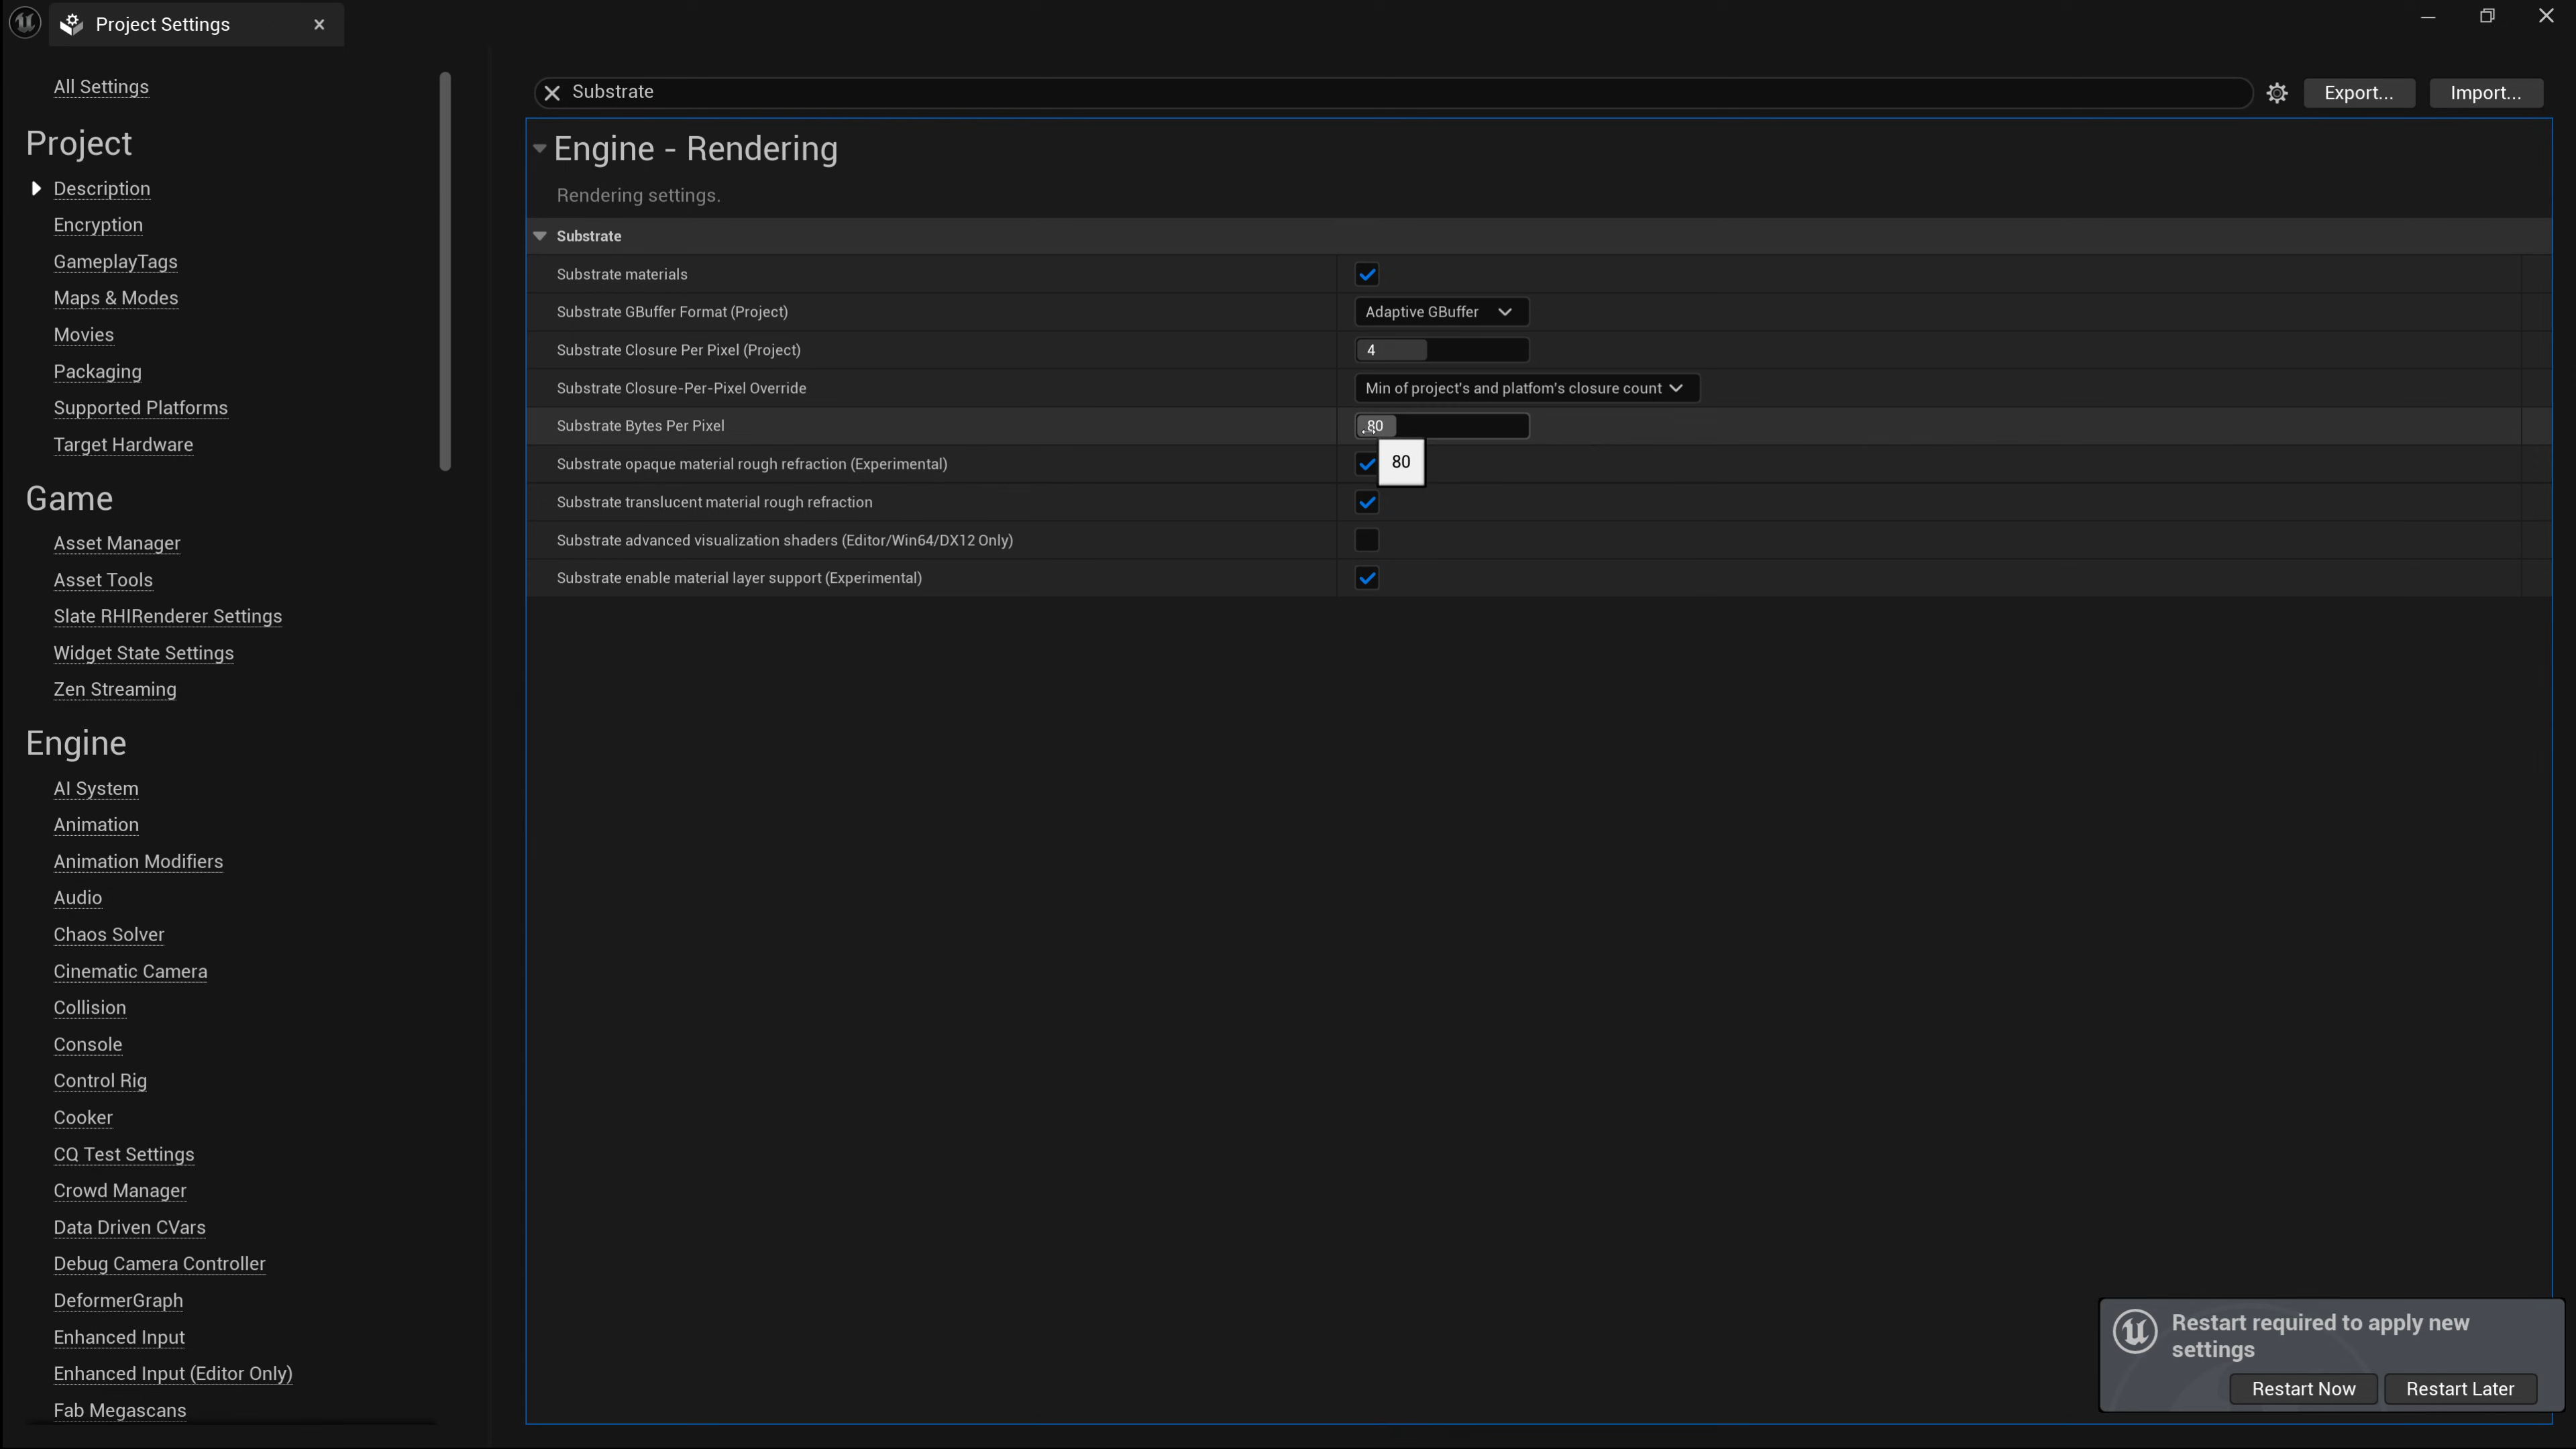 Project Settings
All Settings
Project
Description
Encryption
GameplayTags
Maps & Modes
Movies
Packaging
Supported Platforms
Target Hardware
Game
Asset Manager
Asset Tools
Slate RHIRenderer Settings
Widget State Settings
Zen Streaming
Engine
AI System
Animation
Animation Modifiers
Audio
Chaos Solver
Cinematic Camera
Collision
Console
Control Rig
Cooker
CQ Test Settings
Crowd Manager
Data Driven CVars
Debug Camera Controller
DeformerGraph
Enhanced Input
Enhanced Input (Editor Only)
Fab Megascans
Substrate
Export...
Import...
Engine - Rendering
Rendering settings.
Substrate
Substrate materials
Substrate GBuffer Format (Project)
Adaptive GBuffer
Substrate Closure Per Pixel (Project)
4
Substrate Closure-Per-Pixel Override
Min of project's and platfom's closure count
Substrate Bytes Per Pixel
80
80
Substrate opaque material rough refraction (Experimental)
Substrate translucent material rough refraction
Substrate advanced visualization shaders (Editor/Win64/DX12 Only)
Substrate enable material layer support (Experimental)
Restart required to apply new
settings
Restart Now
Restart Later